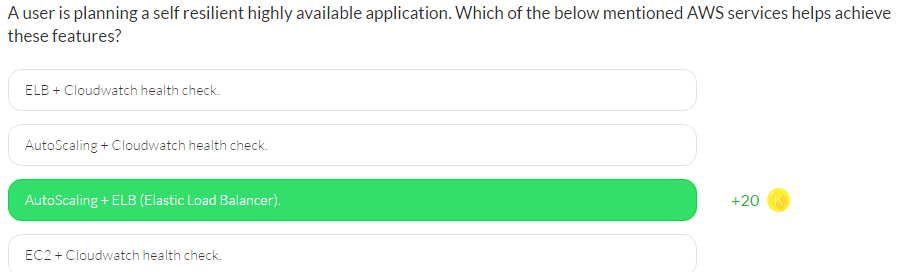 A user is planning a self resilient highly available application. Which of the below mentioned AWS services helps achieve
these features?
ELB + Cloudwatch health check.
AutoScaling + Cloudwatch health check.
AutoScaling + ELB (Elastic Load Balancer).
+20 K
EC2 + Cloudwatch health check.